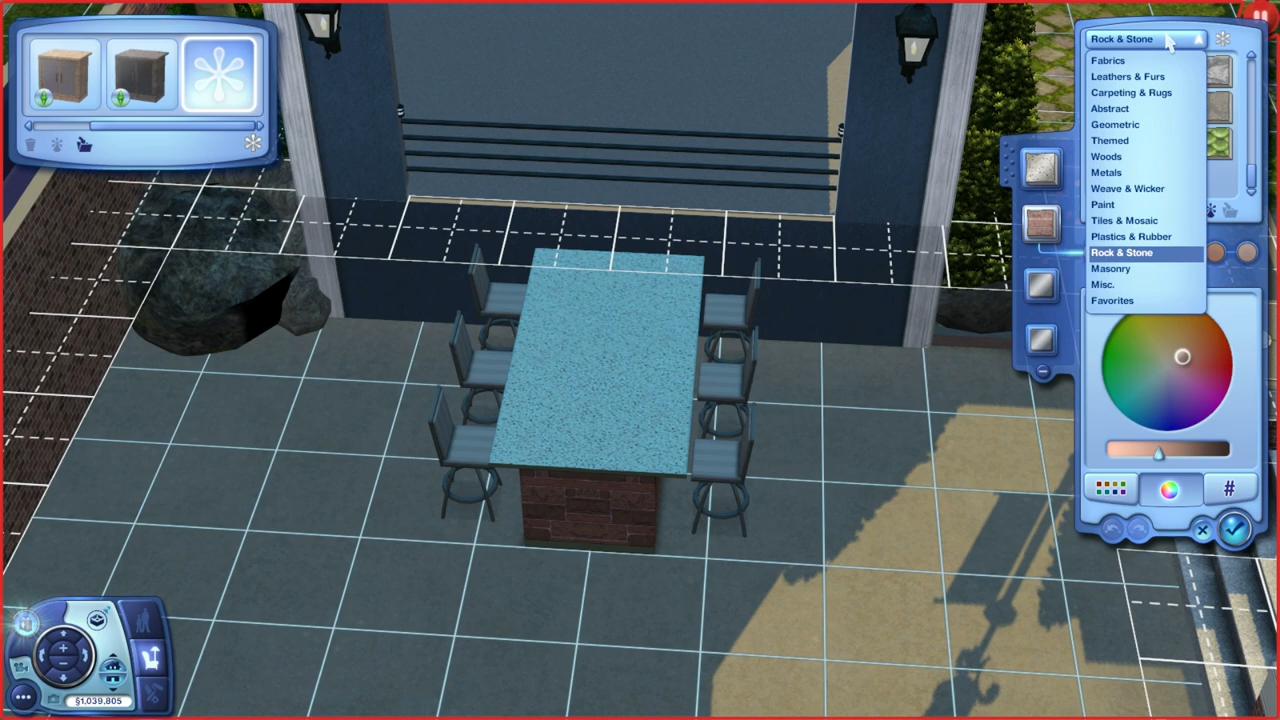 Rock & Stone
Fabrics
Leathers & Furs
Carpeting & Rugs
Abstract
Geometric
Themed
Woods
Metals
Weave & Wicker
Paint
Tiles & Mosaic
Plastics & Rubber
Rock & Stone
Masonry
Misc.
Favorites
#
§1,039,805